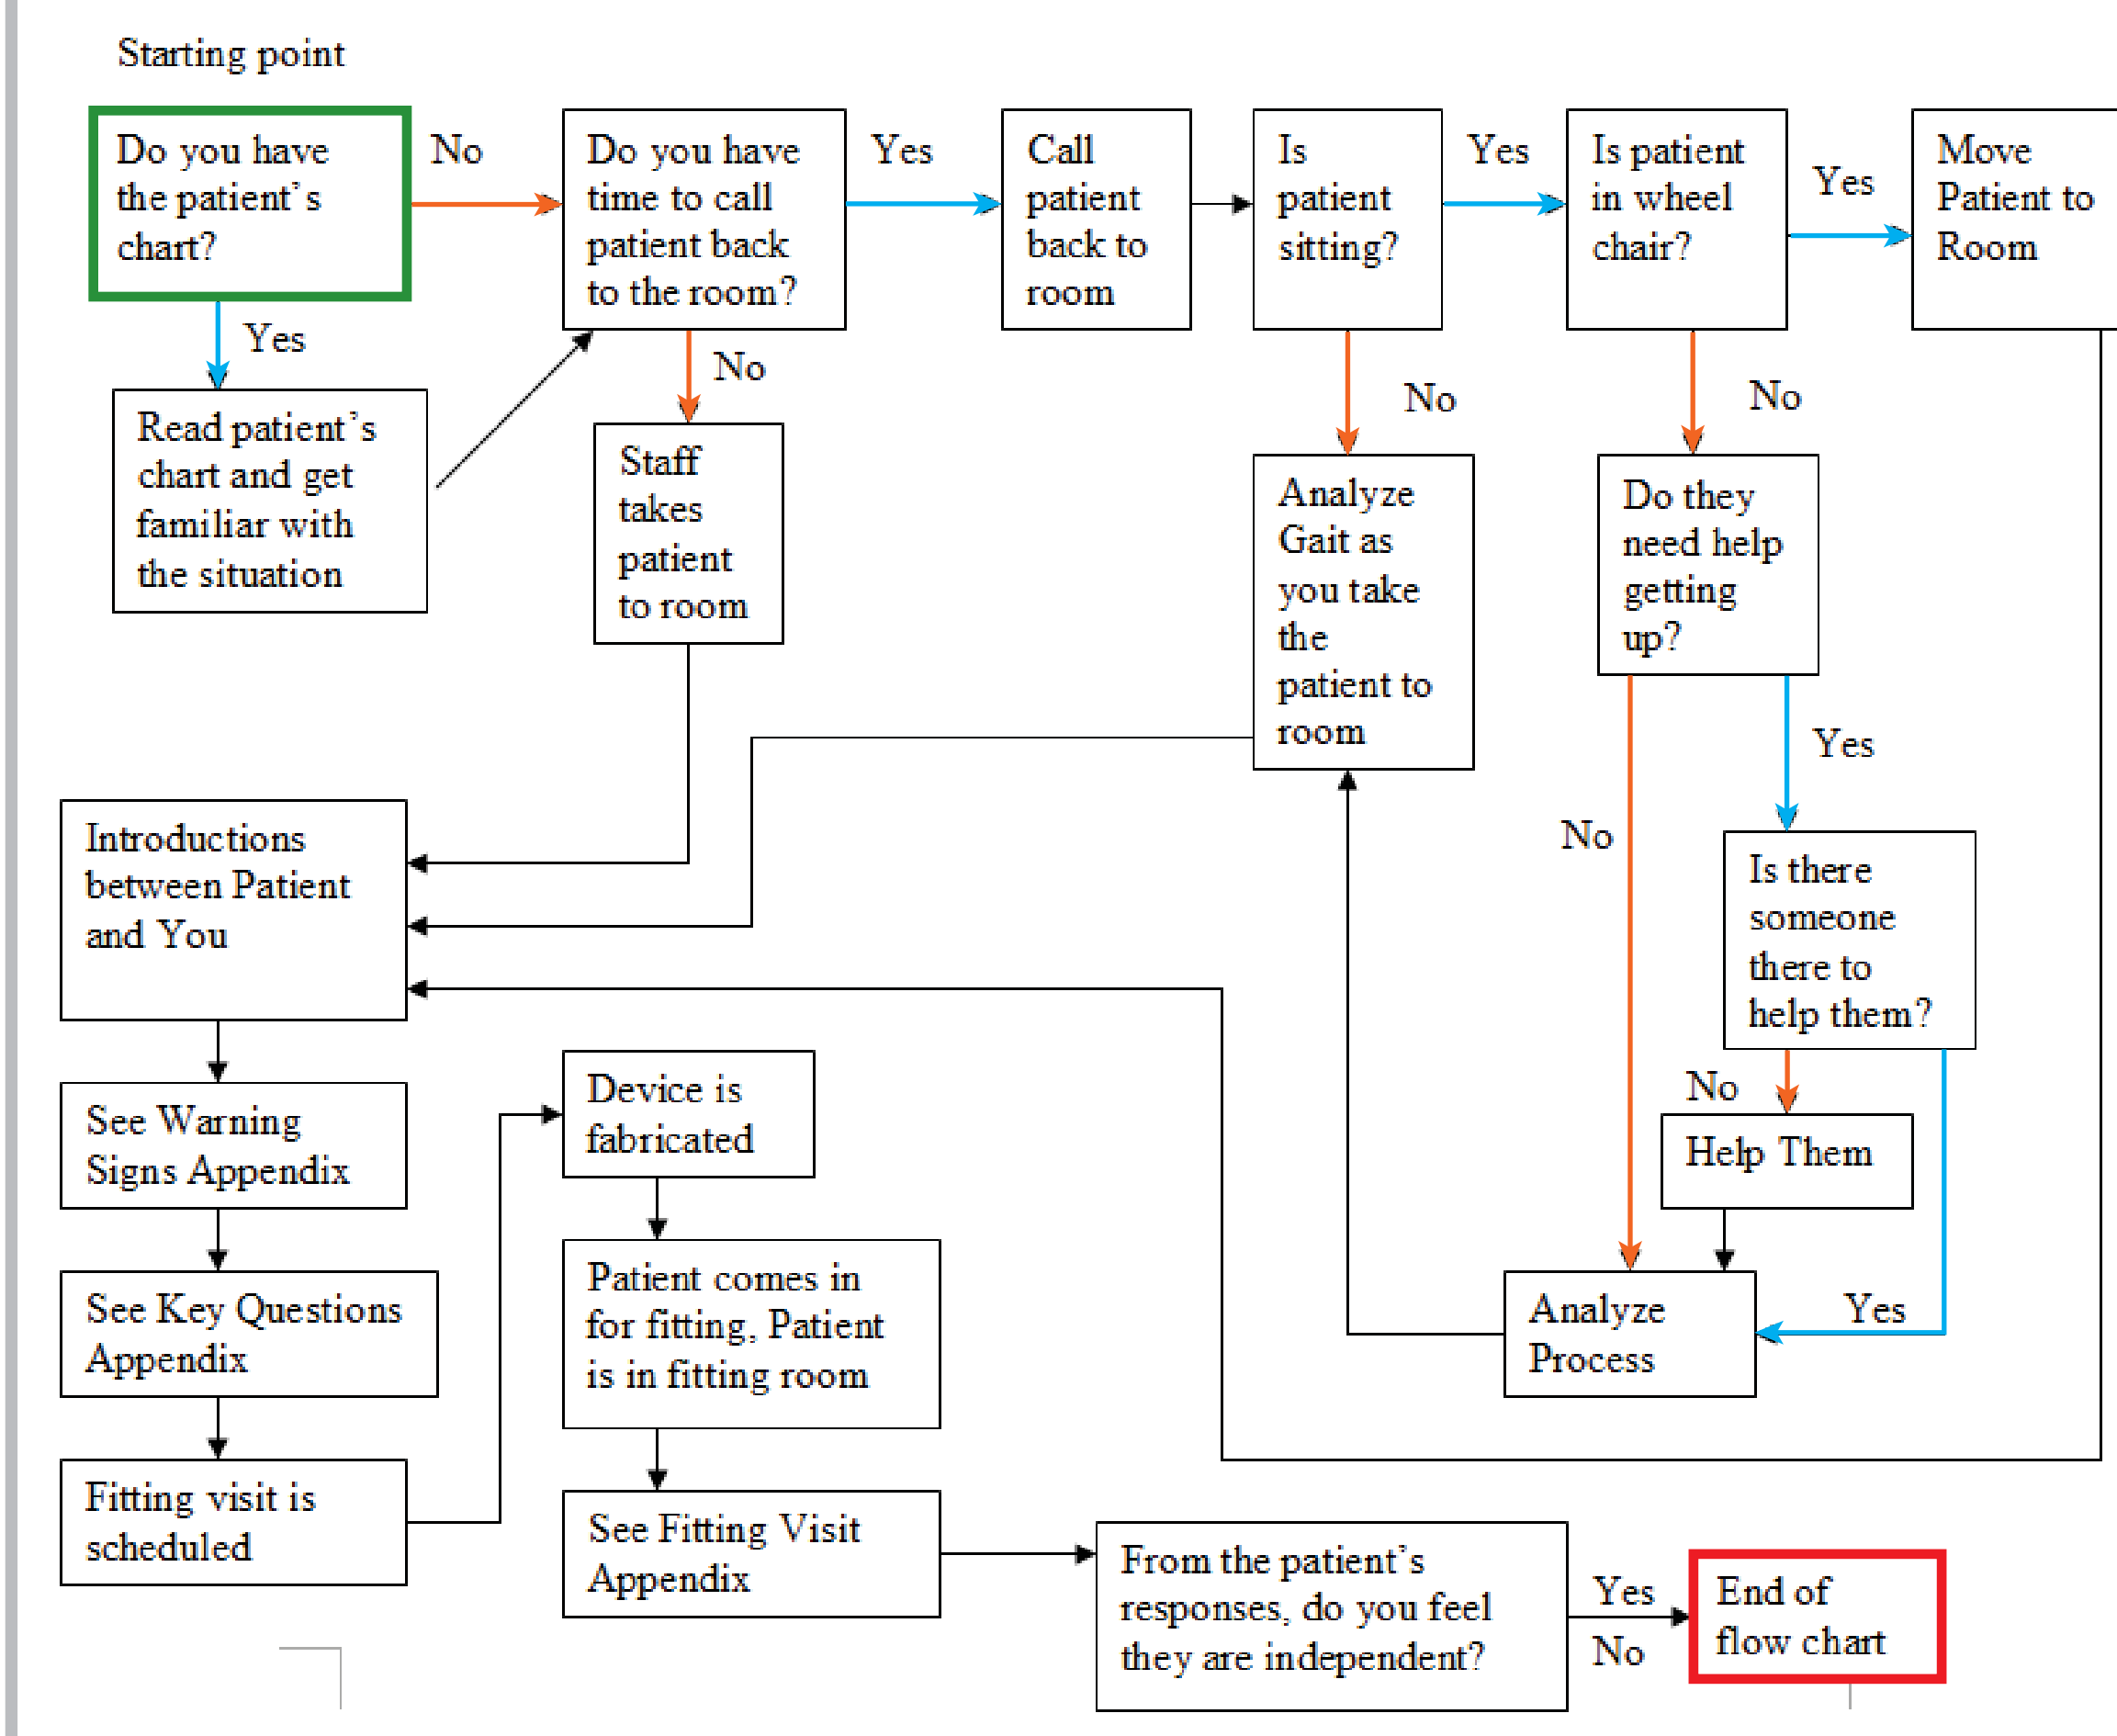 Starting point
Do you have
the patient's
chart?
No
Do you have
time to call
patient back
to the room?
Yes
Call
patient
back to
room
Is
patient
sitting?
Yes
Is patient
in wheel
chair?
Yes
Move
Patient to
Room
Yes
Read patient's
chart and get
familiar with
the situation
No
Staff
takes
patient
to room
No
Analyze
Gait as
you take
the
patient to
room
No
Do they
need help
getting
up?
No
Yes
Is there
someone
there to
help them?
No
Help Them
Yes
Analyze
Process
Introductions
between Patient
and You
See Warning
Signs Appendix
See Key Questions
Appendix
Fitting visit is
scheduled
Device is
fabricated
Patient comes in
for fitting, Patient
is in fitting room
See Fitting Visit
Appendix
From the patient's
responses, do you feel
they are independent?
Yes
No
End of
flow chart